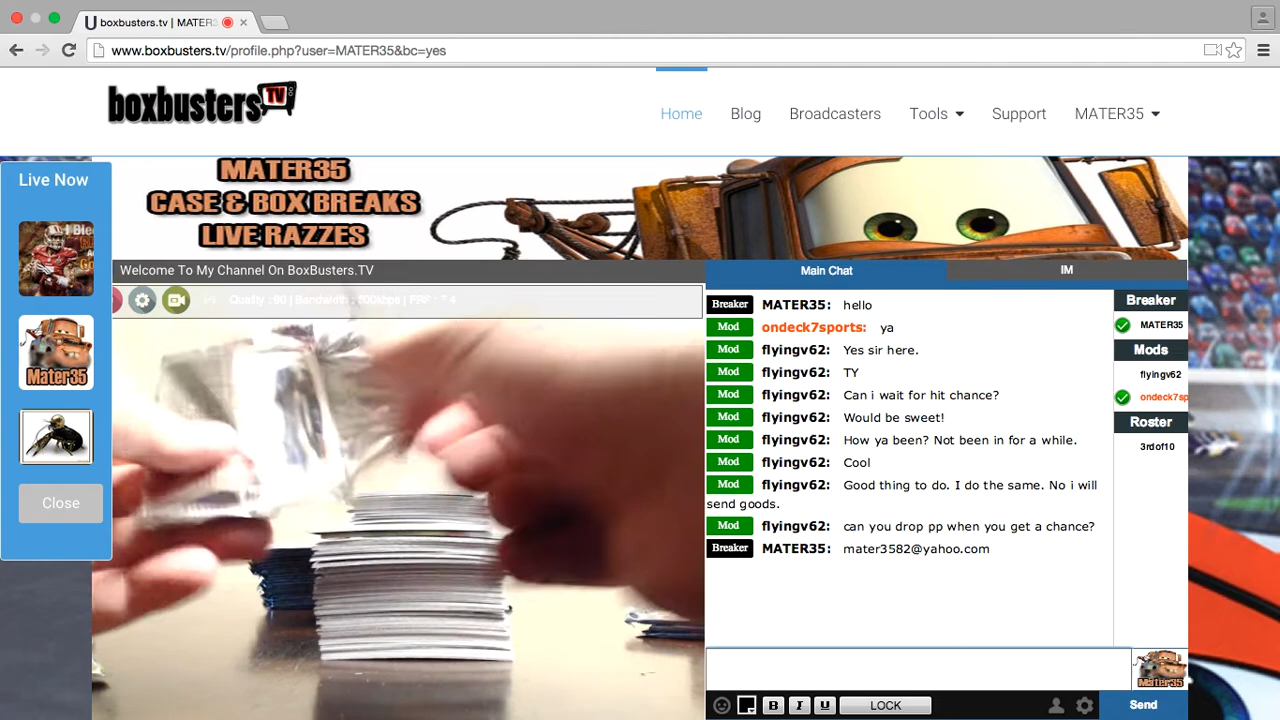 boxbusters.tv | MATER3
www.boxbusters.tv/profile.php?user=MATER35&bc=yes
boxbusters TV
Home Blog Broadcasters Tools Support MATER35
Live Now
MATER35
CASE & BOX BREAKS
LIVE RAZZES
Mater35
Close
Welcome To My Channel On BoxBusters.TV
Main Chat IM
Breaker MATER35: hello
Mod ondeck7sports: ya
Mod flyingv62: Yes sir here.
Mod flyingv62: TY
Mod flyingv62: Can i wait for hit chance?
Mod flyingv62: Would be sweet!
Mod flyingv62: How ya been? Not been in for a while.
Mod flyingv62: Cool
Mod flyingv62: Good thing to do. I do the same. No i will
send goods.
Mod flyingv62: can you drop pp when you get a chance?
Breaker MATER35: mater3582@yahoo.com
Breaker
MATER35
Mods
flyingv62
ondeck7sp
Roster
3rdof10
Mater35
B I U LOCK Send